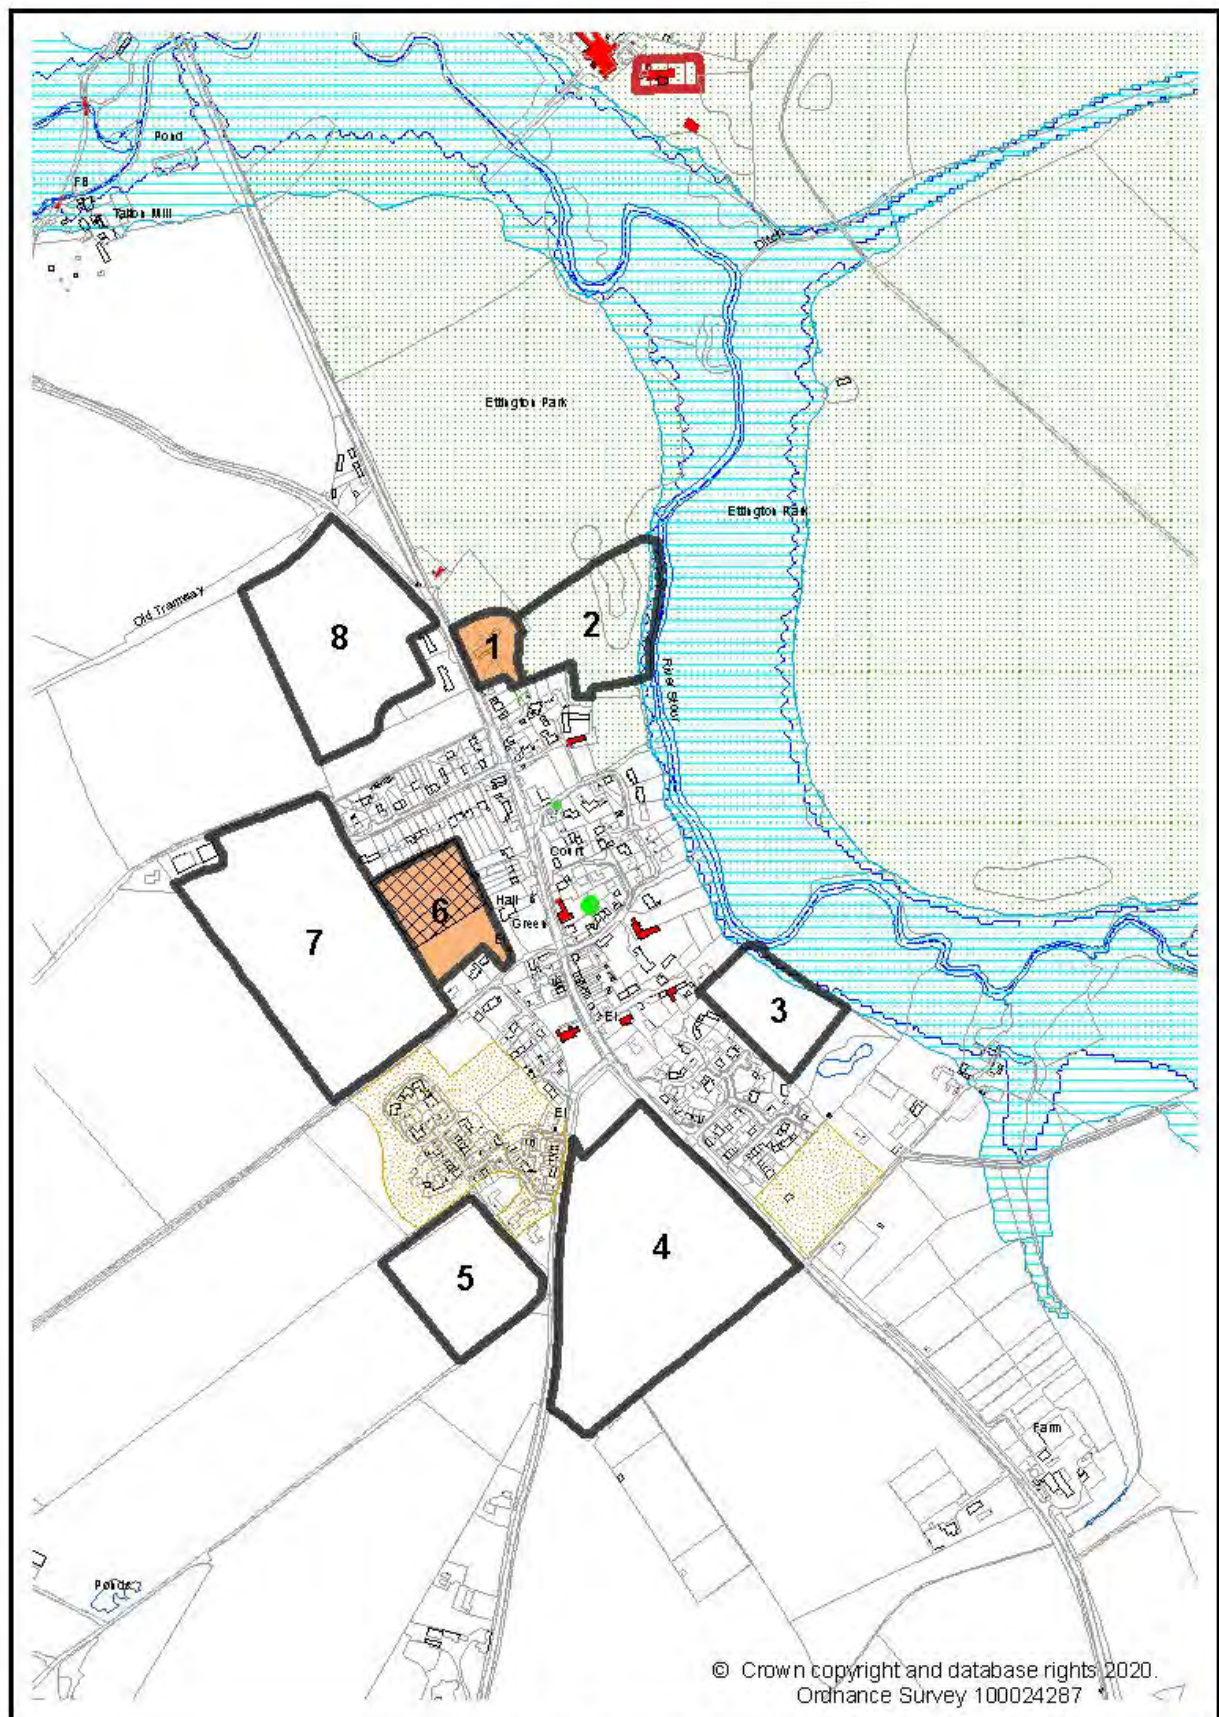 Pond
FB
Talton Mill
Ditch
Ettington Park
Ettington Park
Old Tramway
8
1
2
River Stour
Court
6
Hall
Green
El
7
3
El
El
4
5
Farm
Ponds
© Crown copyright and database rights 2020.
Ordnance Survey 100024287